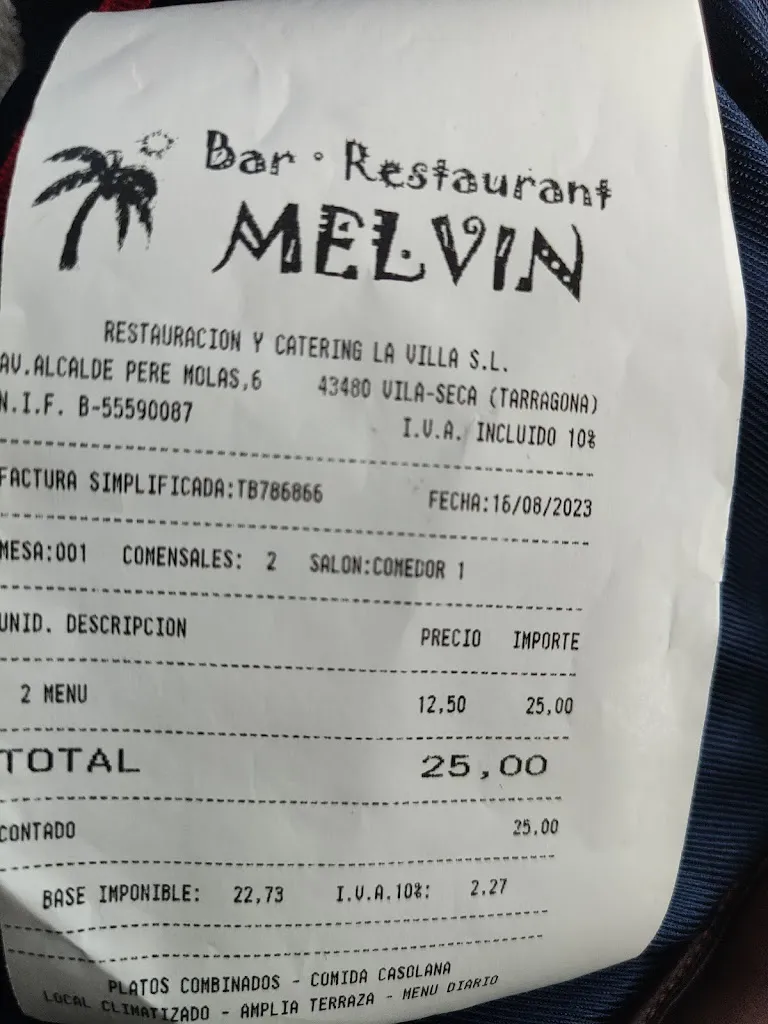 Bar · Restaurant
MELVIN
RESTAURACION Y CATERING LA VILLA S.L.
AV.ALCALDE PERE MOLAS,6 43480 VILA-SECA (TARRAGONA)
N.I.F. B-55590087 I.V.A. INCLUIDO 10%
FACTURA SIMPLIFICADA:TB786866 FECHA:16/08/2023
MESA:001 COMENSALES: 2 SALON:COMEDOR 1
UNID. DESCRIPCION PRECIO IMPORTE
2 MENU 12,50 25,00
TOTAL 25,00
CONTADO 25,00
BASE IMPONIBLE: 22,73 I.V.A.10%: 2,27
PLATOS COMBINADOS - COMIDA CASOLANA
LOCAL CLIMATIZADO - AMPLIA TERRAZA - MENU DIARIO